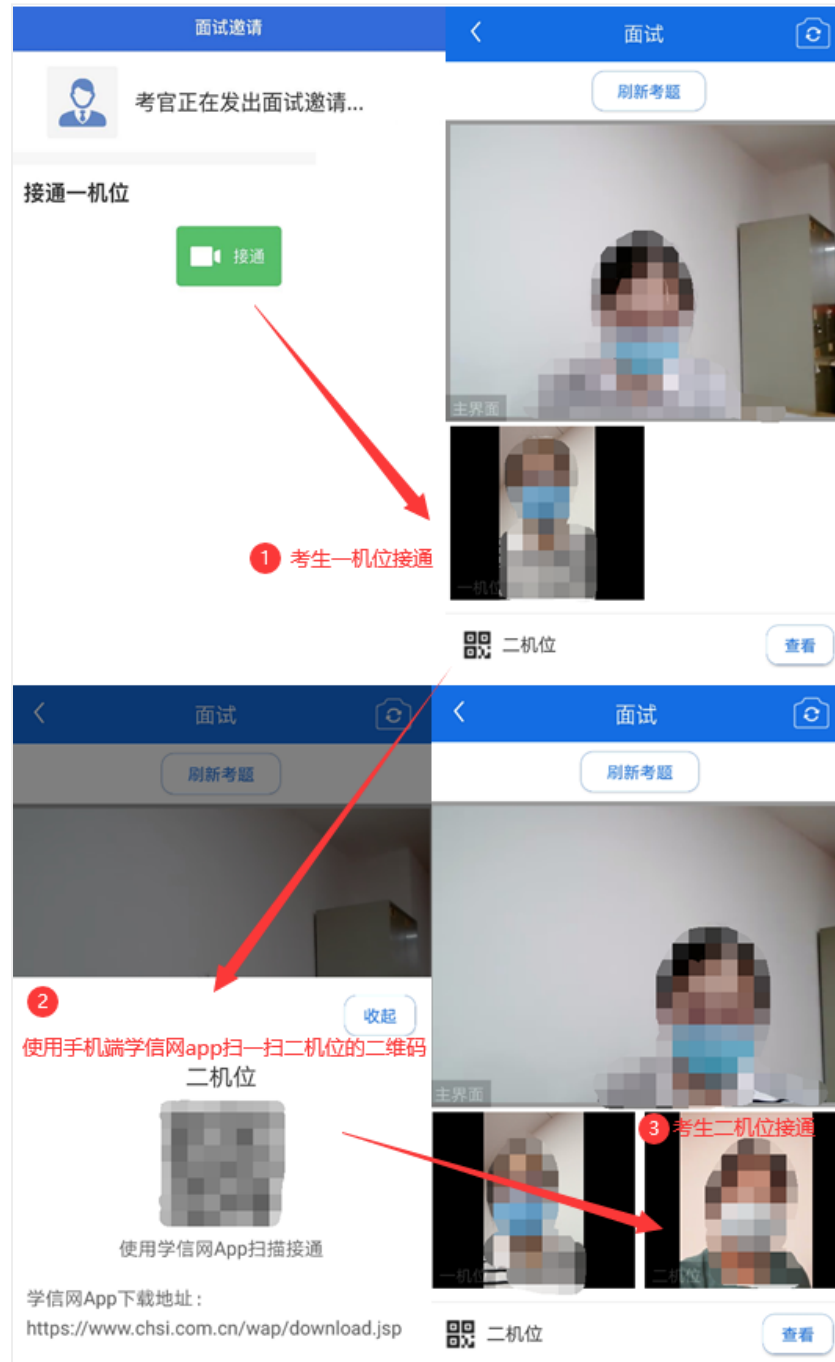 面试邀请
考官正在发出面试邀请...
接通一机位
接通
1 考生一机位接通
面试
刷新考题
主界面
一机位
二机位
查看
面试
刷新考题
2
收起
使用手机端学信网app扫一扫二机位的二维码
二机位
使用学信网App扫描接通
学信网App下载地址：
https://www.chsi.com.cn/wap/download.jsp
面试
刷新考题
主界面
3 考生二机位接通
一机位
二机位
二机位
查看